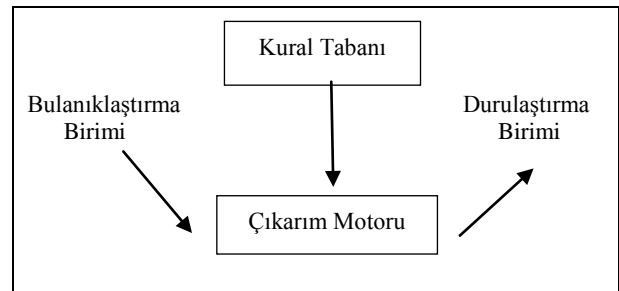 Kural Tabanı
Bulanıklaştırma
Birimi
Durulaştırma
Birimi
Çıkarım Motoru